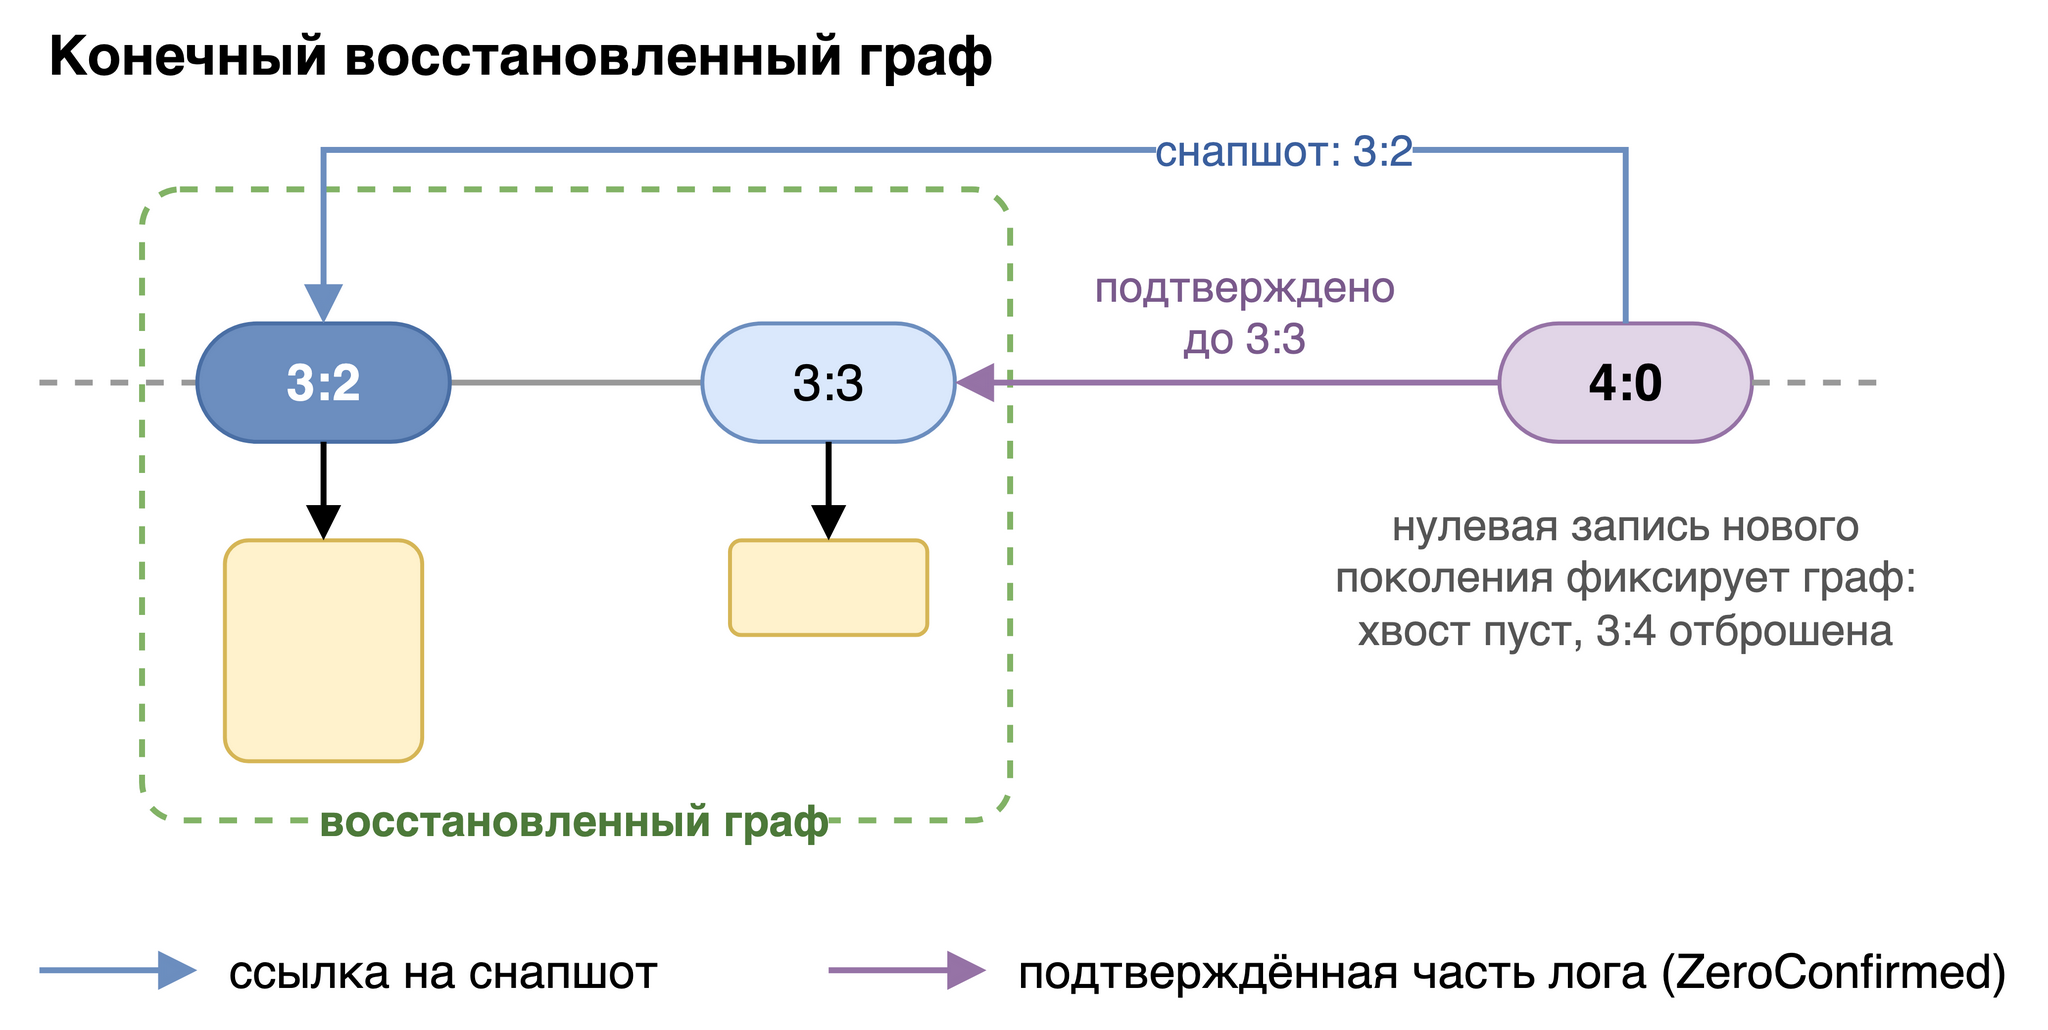 Конечный восстановленный граф
снапшот: 3:2
подтверждено
до 3:3
3:2
3:3
4:0
нулевая запись нового
поколения фиксирует граф:
хвост пуст, 3:4 отброшена
восстановленный граф
ссылка на снапшот
подтверждённая часть лога (ZeroConfirmed)